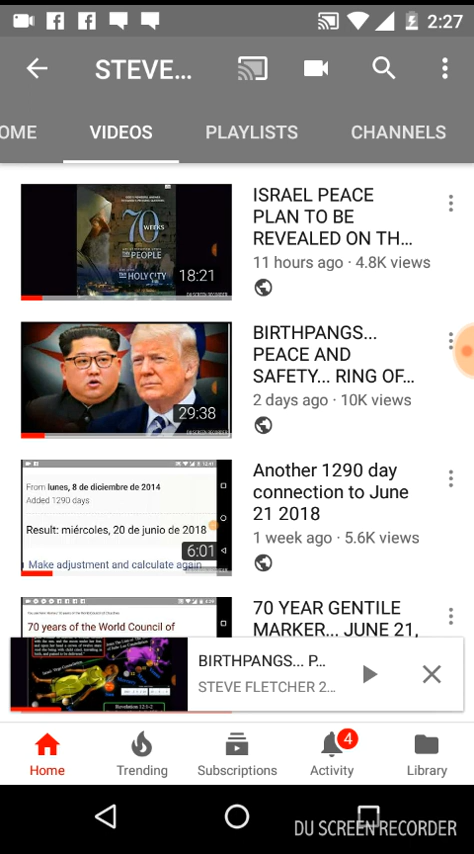 2:27
STEVE...
OME VIDEOS PLAYLISTS CHANNELS
70 WEEKS
PEOPLE
HOLY CITY
18:21
ISRAEL PEACE
PLAN TO BE
REVEALED ON TH...
11 hours ago · 4.8K views
29:38
BIRTHPANGS...
PEACE AND
SAFETY... RING OF...
2 days ago · 10K views
From lunes, 8 de diciembre de 2014
Added 1290 days
Result: miércoles, 20 de junio de 2018
6:01
Make adjustment and calculate again
Another 1290 day
connection to June
21 2018
1 week ago · 5.6K views
70 years of the World Council of
70 YEAR GENTILE
MARKER... JUNE 21,
Revelation 12:1-2
BIRTHPANGS... P...
STEVE FLETCHER 2...
4
Home Trending Subscriptions Activity Library
DU SCREEN RECORDER